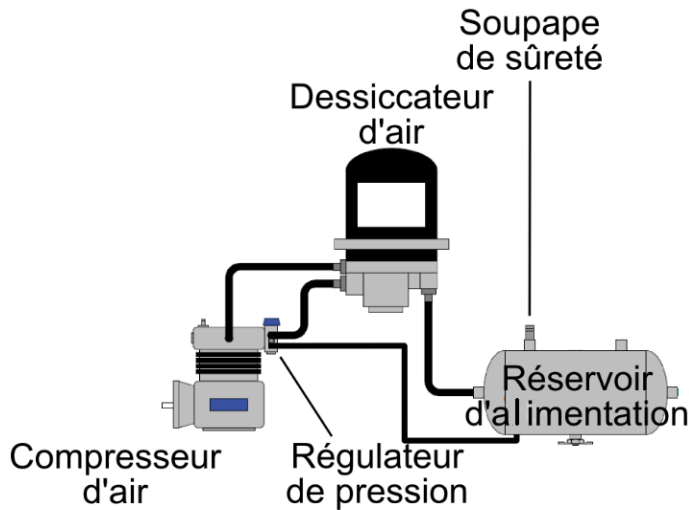 Soupape
de sûreté
Dessiccateur
d'air
Réservoir
d'alimentation
Compresseur
d'air
Régulateur
de pression